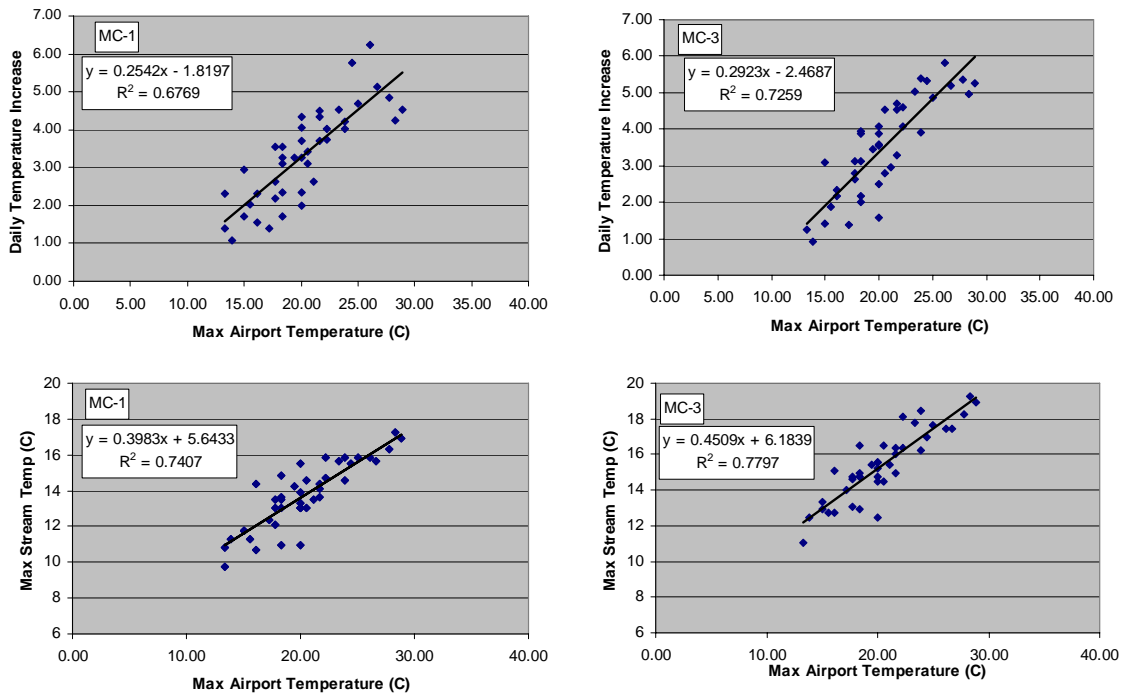 7.00
6.00
5.00
4.00
3.00
2.00
1.00
0.00
Daily Temperature Increase
MC-1
y = 0.2542x - 1.8197
R² = 0.6769
0.00 5.00 10.00 15.00 20.00 25.00 30.00 35.00 40.00
Max Airport Temperature (C)
7.00
6.00
5.00
4.00
3.00
2.00
1.00
0.00
Daily Temperature Increase
MC-3
y = 0.2923x - 2.4687
R² = 0.7259
0.00 5.00 10.00 15.00 20.00 25.00 30.00 35.00 40.00
Max Airport Temperature (C)
20
18
16
14
12
10
8
6
Max Stream Temp (C)
MC-1
y = 0.3983x + 5.6433
R² = 0.7407
0.00 10.00 20.00 30.00 40.00
Max Airport Temperature (C)
20
18
16
14
12
10
8
6
Max Stream Temp (C)
MC-3
y = 0.4509x + 6.1839
R² = 0.7797
0.00 10.00 20.00 30.00 40.00
Max Airport Temperature (C)